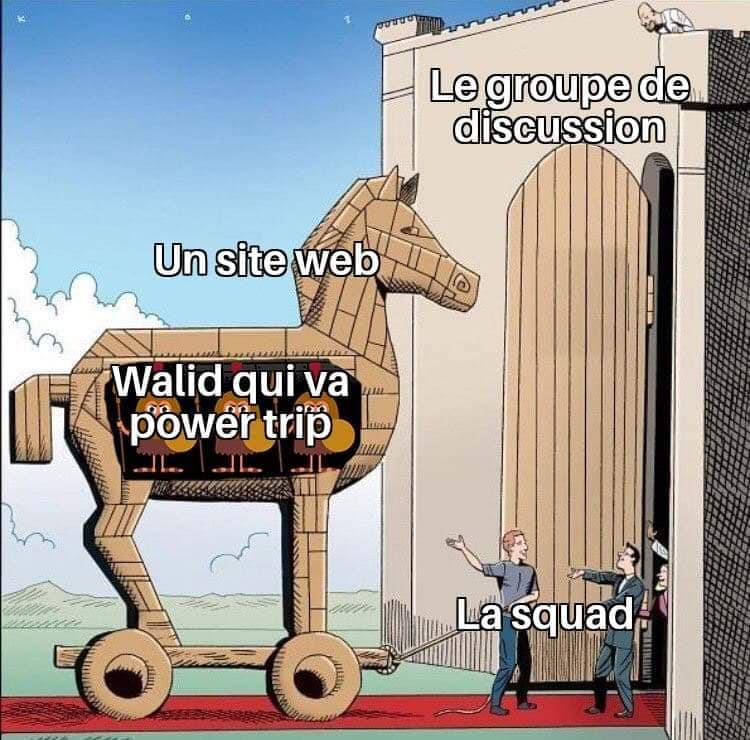 K O T
Le groupe de
discussion
Un site web
Walid qui va
power trip
La squad